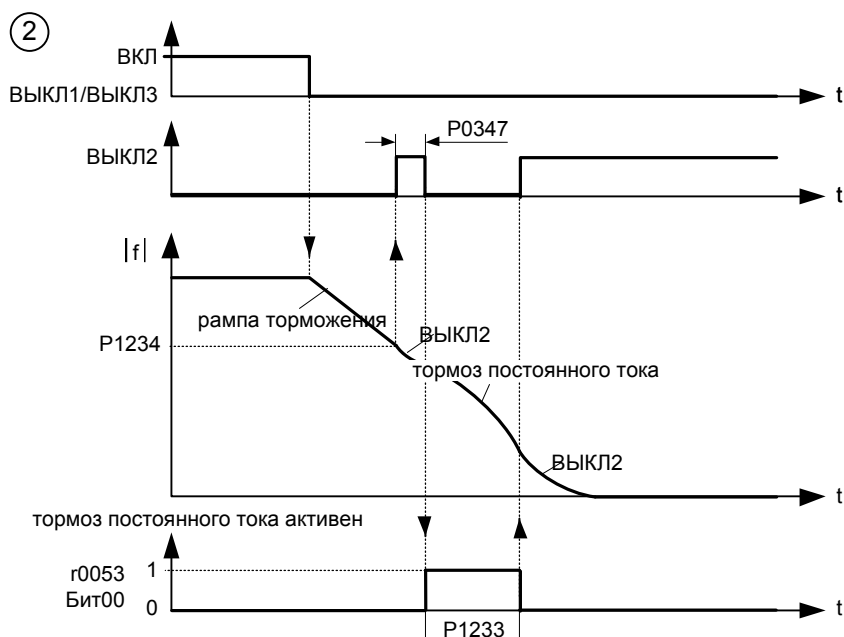 2
ВКЛ
ВЫКЛ1/ВЫКЛ3
t
P0347
ВЫКЛ2
t
|f|
рампа торможения
P1234
ВЫКЛ2
тормоз постоянного тока
ВЫКЛ2
t
тормоз постоянного тока активен
r0053
1
Бит00
0
t
P1233